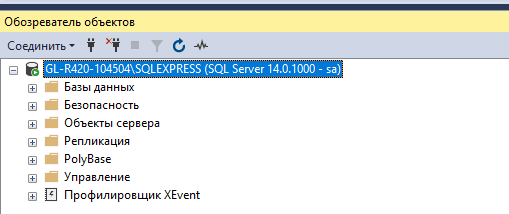 Обозреватель объектов
Соединить
GL-R420-104504\SQLEXPRESS (SQL Server 14.0.1000 - sa)
Базы данных
Безопасность
Объекты сервера
Репликация
PolyBase
Управление
Профилировщик XEvent